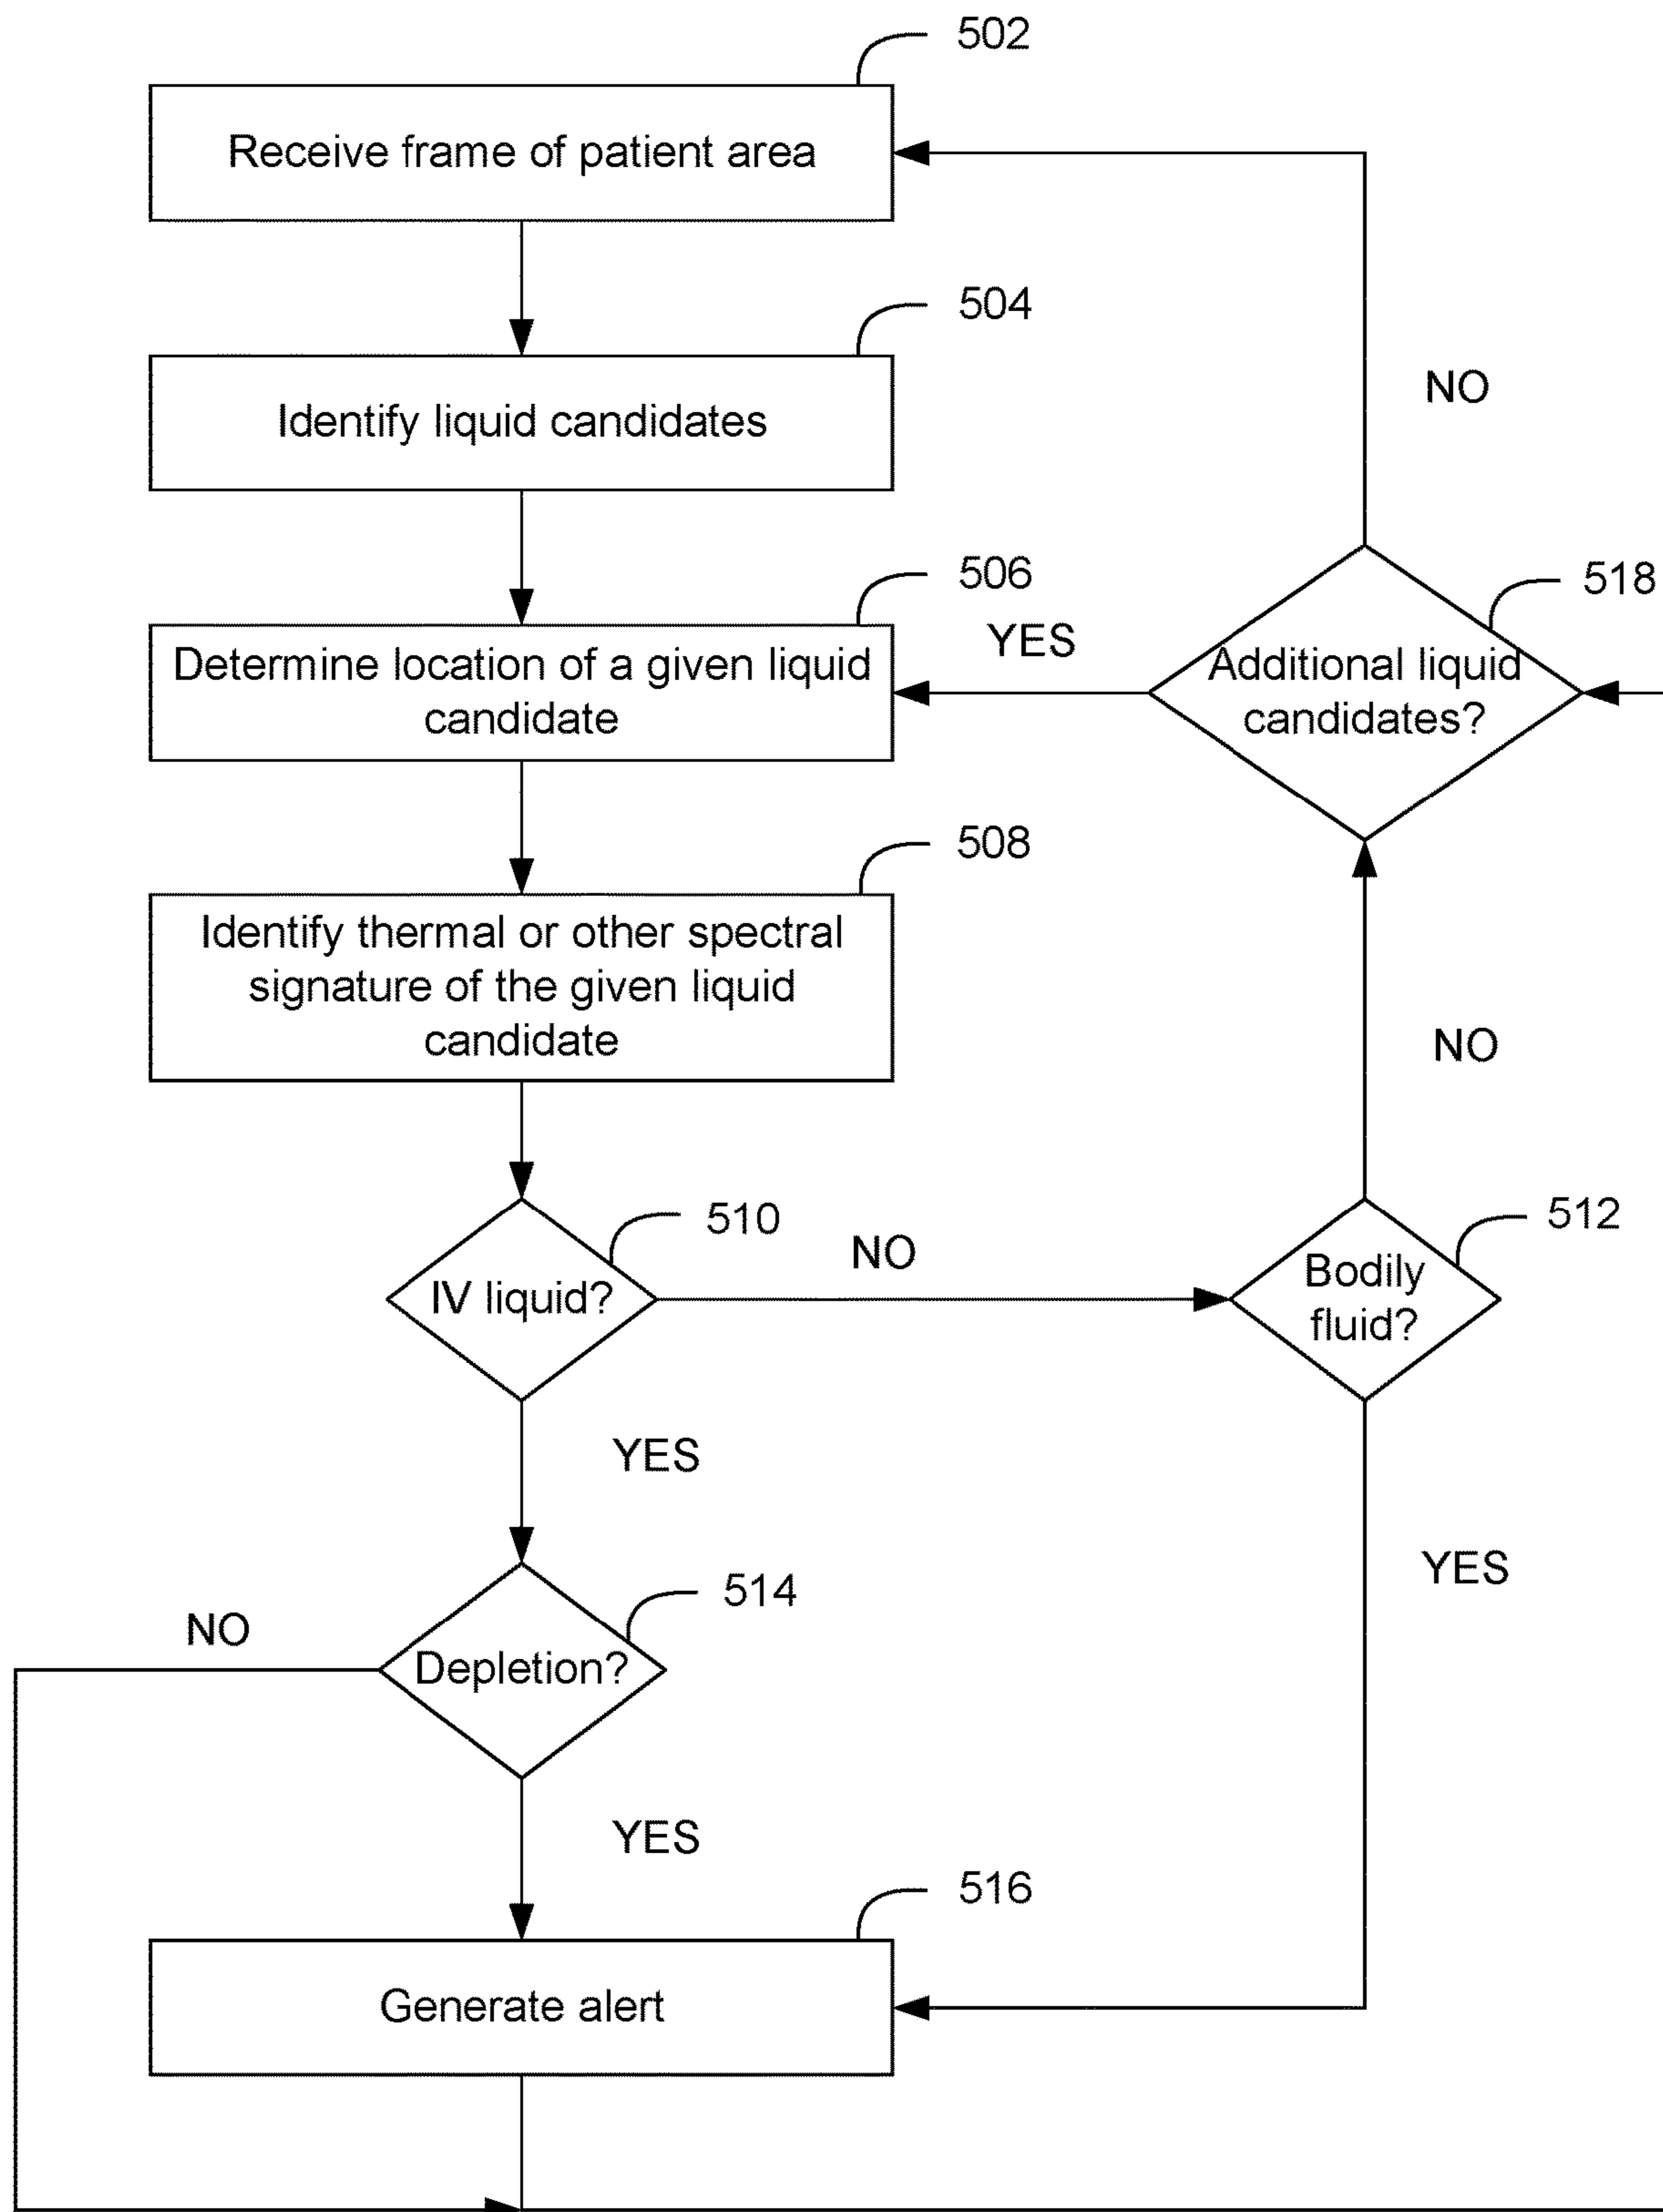 502
Receive frame of patient area
504
Identify liquid candidates
NO
506
Determine location of a given liquid
candidate
YES
518
Additional liquid
candidates?
508
Identify thermal or other spectral
signature of the given liquid
candidate
NO
510
IV liquid?
NO
512
Bodily
fluid?
YES
YES
514
NO
Depletion?
YES
516
Generate alert